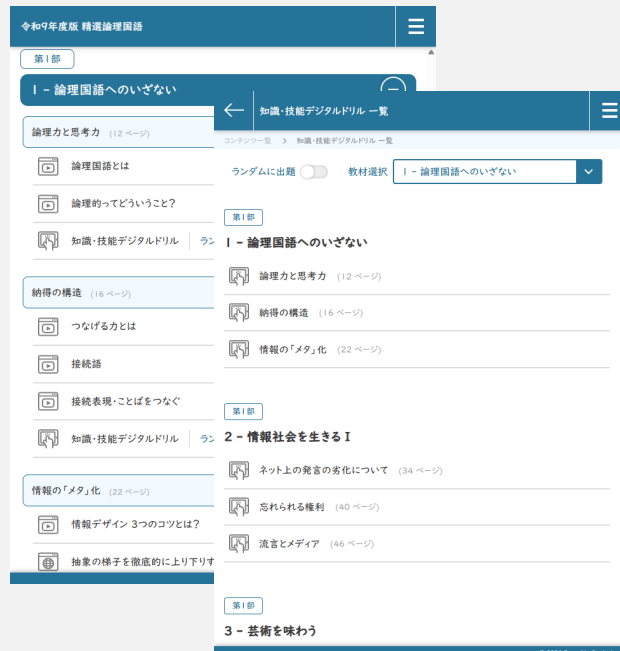 令和9年度版 精選論理国語
第1部
1 - 論理国語へのいざない
論理力と思考力 (12 ページ)
論理国語とは
論理的ってどういうこと?
知識・技能デジタルドリル
納得の構造 (16 ページ)
つなげる力とは
接続語
接続表現・ことばをつなぐ
知識・技能デジタルドリル
情報の「メタ」化 (22 ページ)
情報デザイン 3つのコツとは?
抽象の梯子を徹底的に上り下りす
知識・技能デジタルドリル 一覧
コンテンツ一覧 > 知識・技能デジタルドリル 一覧
ランダムに出題 教材選択 1 - 論理国語へのいざない
第1部
1 - 論理国語へのいざない
論理力と思考力 (12 ページ)
納得の構造 (16 ページ)
情報の「メタ」化 (22 ページ)
第1部
2 - 情報社会を生きる I
ネット上の発言の劣化について (34 ページ)
忘れられる権利 (40 ページ)
流言とメディア (46 ページ)
第1部
3 - 芸術を味わう